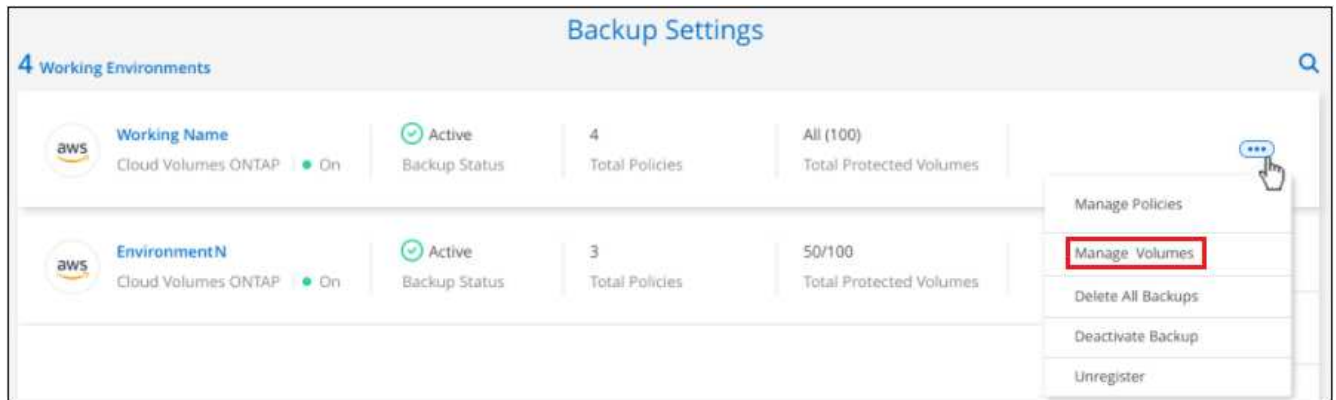 Backup Settings
4 Working Environments
aws
Working Name
Cloud Volumes ONTAP
On
Active
Backup Status
4
Total Policies
All (100)
Total Protected Volumes
Manage Policies
Manage Volumes
Delete All Backups
Deactivate Backup
Unregister
aws
EnvironmentN
Cloud Volumes ONTAP
On
Active
Backup Status
3
Total Policies
50/100
Total Protected Volumes